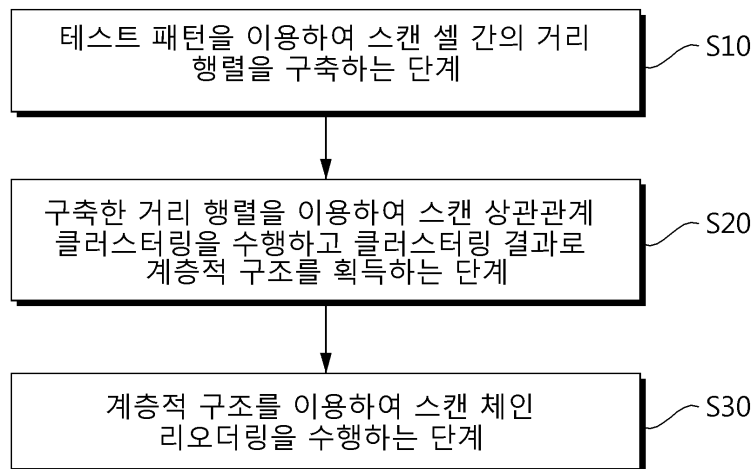 테스트 패턴을 이용하여 스캔 셀 간의 거리
행렬을 구축하는 단계
S10
구축한 거리 행렬을 이용하여 스캔 상관관계
클러스터링을 수행하고 클러스터링 결과로
계층적 구조를 획득하는 단계
S20
계층적 구조를 이용하여 스캔 체인
리오더링을 수행하는 단계
S30